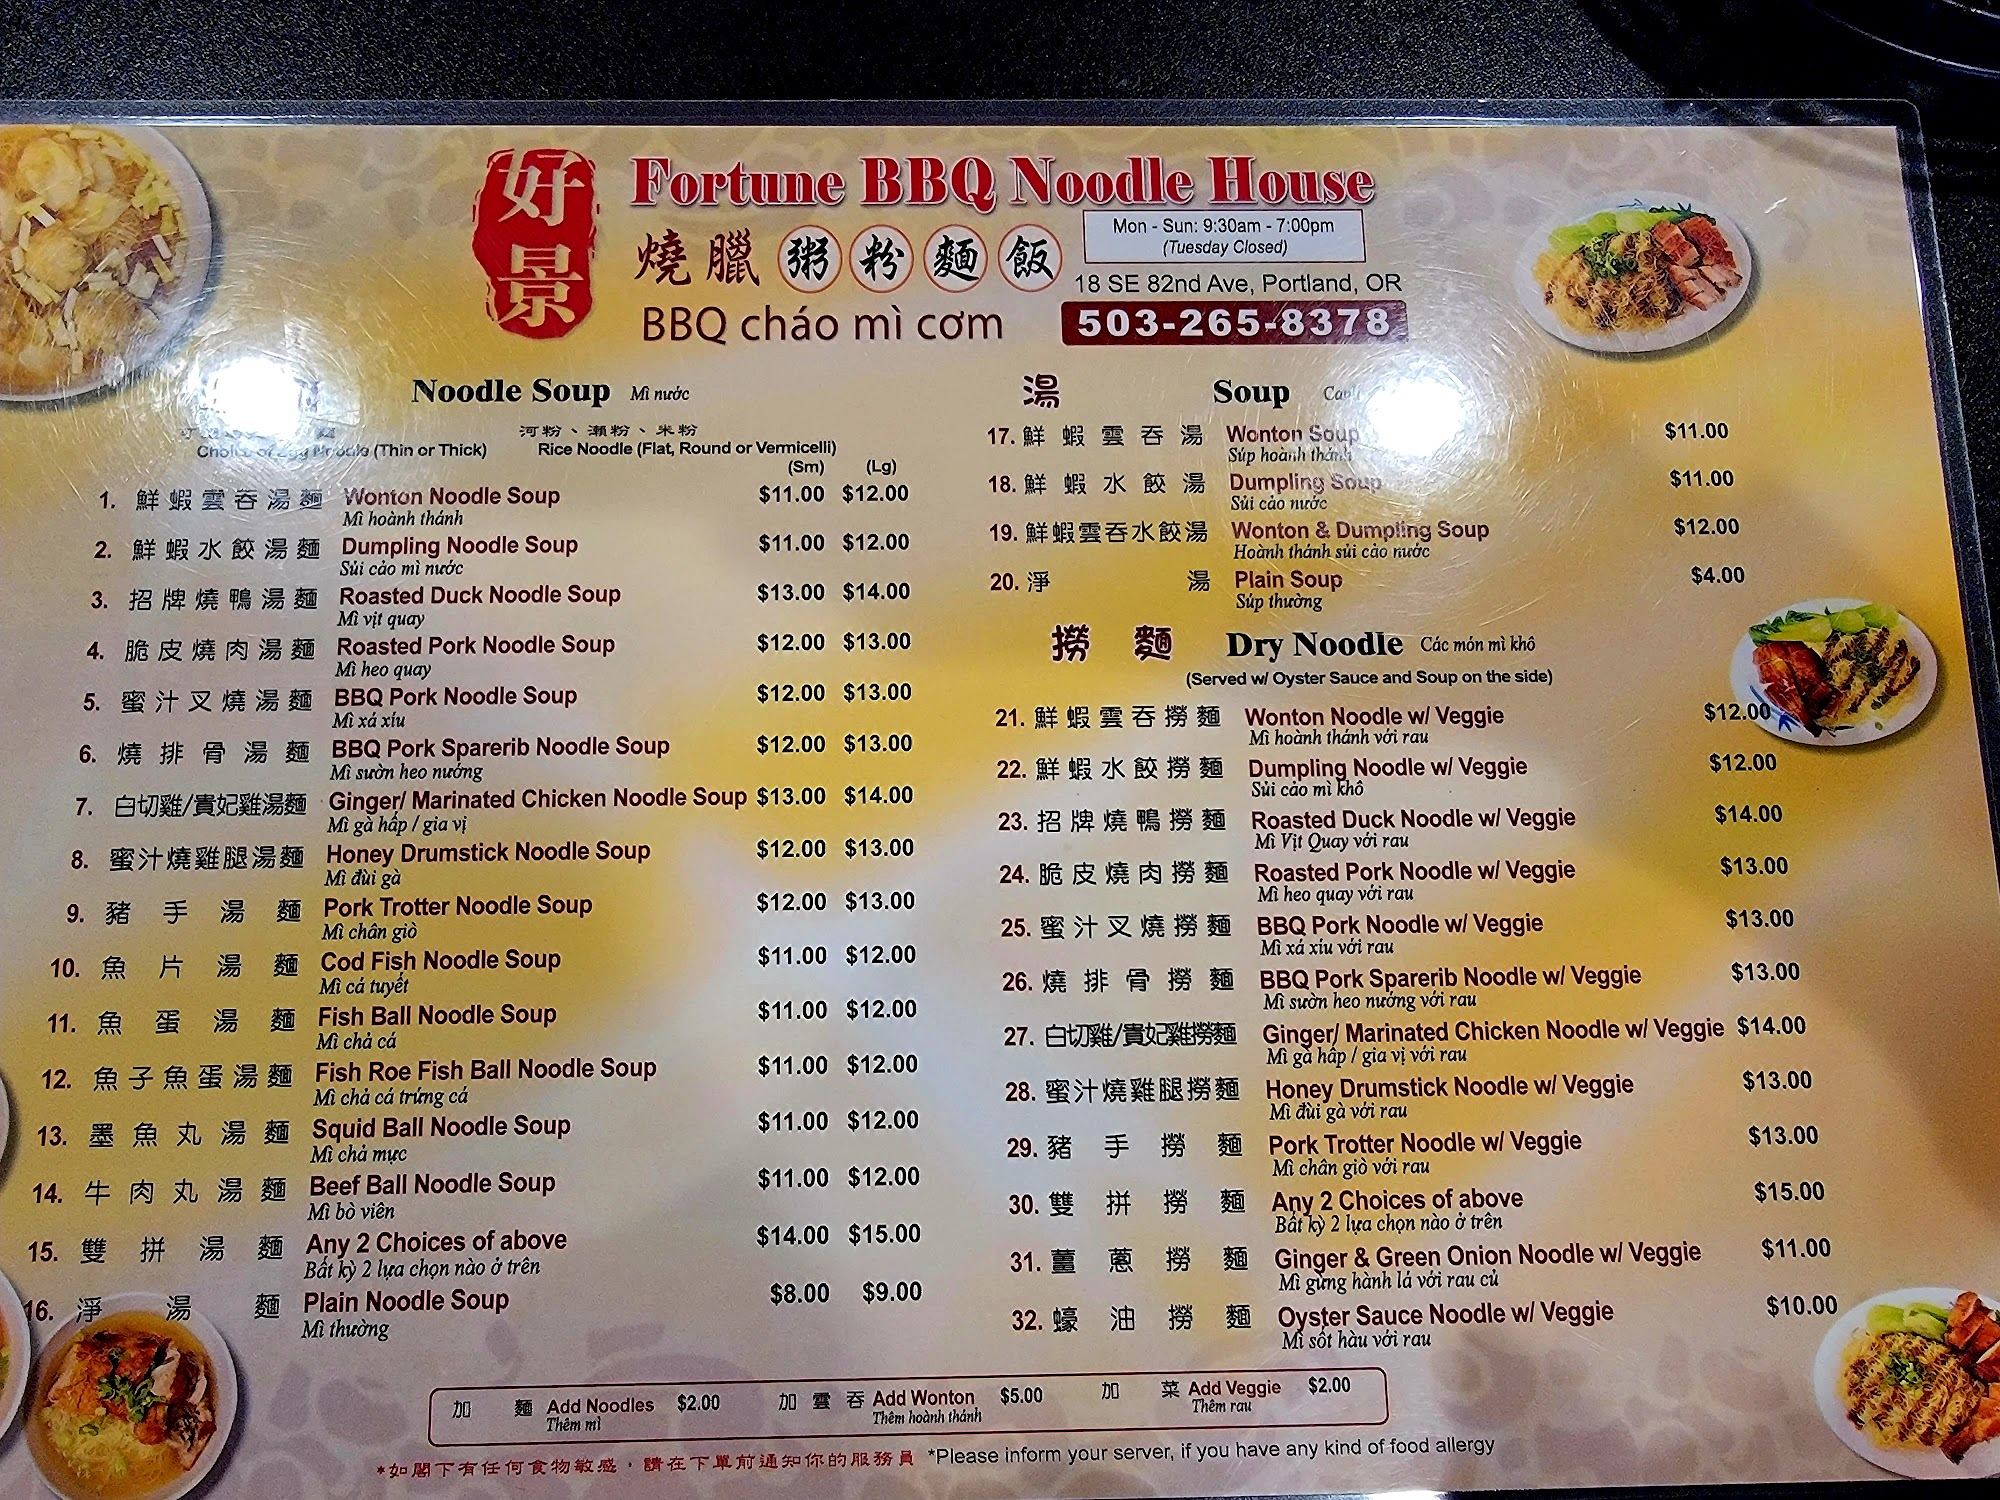 好景
Fortune BBQ Noodle House
燒臘 粥 粉 麵 飯
BBQ cháo mì cơm
Mon - Sun: 9:30am - 7:00pm
(Tuesday Closed)
18 SE 82nd Ave, Portland, OR
503-265-8378
Noodle Soup Mì nước
河粉、瀨粉、米粉
Choice of Egg Noodle (Thin or Thick) Rice Noodle (Flat, Round or Vermicelli)
(Sm) (Lg)
1. 鮮蝦雲吞湯麵 Wonton Noodle Soup $11.00 $12.00
Mì hoành thánh
2. 鮮蝦水餃湯麵 Dumpling Noodle Soup $11.00 $12.00
Sủi cảo mì nước
3. 招牌燒鴨湯麵 Roasted Duck Noodle Soup $13.00 $14.00
Mì vịt quay
4. 脆皮燒肉湯麵 Roasted Pork Noodle Soup $12.00 $13.00
Mì heo quay
5. 蜜汁叉燒湯麵 BBQ Pork Noodle Soup $12.00 $13.00
Mì xá xíu
6. 燒排骨湯麵 BBQ Pork Sparerib Noodle Soup $12.00 $13.00
Mì sườn heo nướng
7. 白切雞/貴妃雞湯麵 Ginger/ Marinated Chicken Noodle Soup $13.00 $14.00
Mì gà hấp / gia vị
8. 蜜汁燒雞腿湯麵 Honey Drumstick Noodle Soup $12.00 $13.00
Mì đùi gà
9. 豬手湯麵 Pork Trotter Noodle Soup $12.00 $13.00
Mì chân giò
10. 魚片湯麵 Cod Fish Noodle Soup $11.00 $12.00
Mì cá tuyết
11. 魚蛋湯麵 Fish Ball Noodle Soup $11.00 $12.00
Mì chả cá
12. 魚子魚蛋湯麵 Fish Roe Fish Ball Noodle Soup $11.00 $12.00
Mì chả cá trứng cá
13. 墨魚丸湯麵 Squid Ball Noodle Soup $11.00 $12.00
Mì chả mực
14. 牛肉丸湯麵 Beef Ball Noodle Soup $11.00 $12.00
Mì bò viên
15. 雙拼湯麵 Any 2 Choices of above $14.00 $15.00
Bất kỳ 2 lựa chọn nào ở trên
16. 淨湯麵 Plain Noodle Soup $8.00 $9.00
Mì thường
湯 Soup
17. 鮮蝦雲吞湯 Wonton Soup $11.00
Súp hoành thánh
18. 鮮蝦水餃湯 Dumpling Soup $11.00
Sủi cảo nước
19. 鮮蝦雲吞水餃湯 Wonton & Dumpling Soup $12.00
Hoành thánh sủi cảo nước
20. 淨湯 Plain Soup $4.00
Súp thường
撈麵 Dry Noodle Các món mì khô
(Served w/ Oyster Sauce and Soup on the side)
21. 鮮蝦雲吞撈麵 Wonton Noodle w/ Veggie $12.00
Mì hoành thánh với rau
22. 鮮蝦水餃撈麵 Dumpling Noodle w/ Veggie $12.00
Sủi cảo mì khô
23. 招牌燒鴨撈麵 Roasted Duck Noodle w/ Veggie $14.00
Mì Vịt Quay với rau
24. 脆皮燒肉撈麵 Roasted Pork Noodle w/ Veggie $13.00
Mì heo quay với rau
25. 蜜汁叉燒撈麵 BBQ Pork Noodle w/ Veggie $13.00
Mì xá xíu với rau
26. 燒排骨撈麵 BBQ Pork Sparerib Noodle w/ Veggie $13.00
Mì sườn heo nướng với rau
27. 白切雞/貴妃雞撈麵 Ginger/ Marinated Chicken Noodle w/ Veggie $14.00
Mì gà hấp / gia vị với rau
28. 蜜汁燒雞腿撈麵 Honey Drumstick Noodle w/ Veggie $13.00
Mì đùi gà với rau
29. 豬手撈麵 Pork Trotter Noodle w/ Veggie $13.00
Mì chân giò với rau
30. 雙拼撈麵 Any 2 Choices of above $15.00
Bất kỳ 2 lựa chọn nào ở trên
31. 薑蔥撈麵 Ginger & Green Onion Noodle w/ Veggie $11.00
Mì gừng hành lá với rau củ
32. 蠔油撈麵 Oyster Sauce Noodle w/ Veggie $10.00
Mì sốt hàu với rau
加麵 Add Noodles $2.00 加雲吞 Add Wonton $5.00 加菜 Add Veggie $2.00
Thêm mì Thêm hoành thánh Thêm rau
*如閣下有任何食物敏感，請在下單前通知你的服務員 *Please inform your server, if you have any kind of food allergy